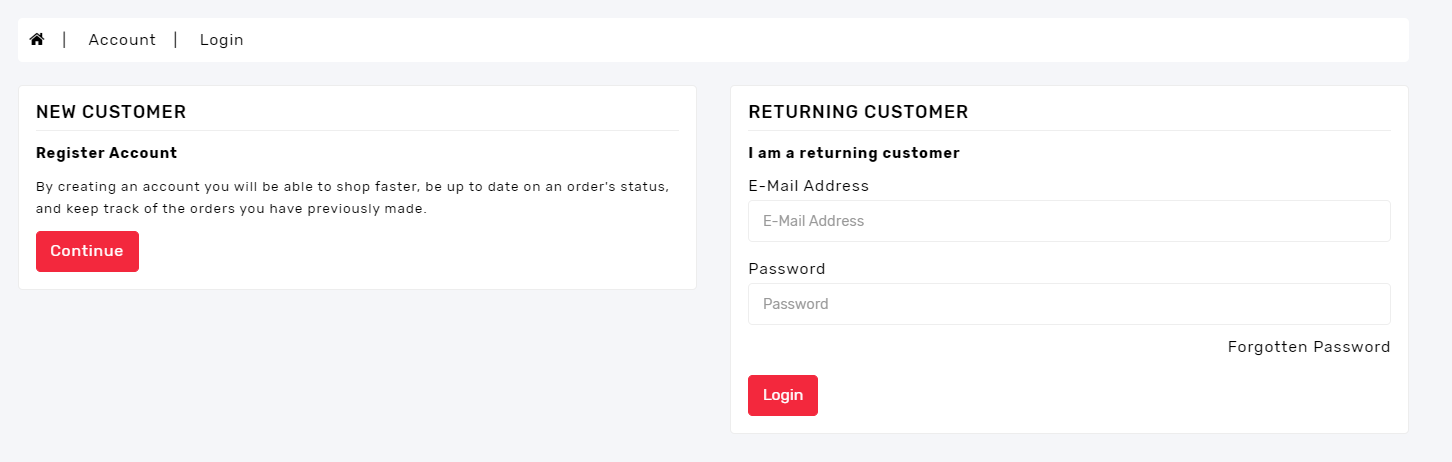 | Account | Login
NEW CUSTOMER
Register Account
By creating an account you will be able to shop faster, be up to date on an order's status,
and keep track of the orders you have previously made.
Continue
RETURNING CUSTOMER
I am a returning customer
E-Mail Address
E-Mail Address
Password
Password
Forgotten Password
Login